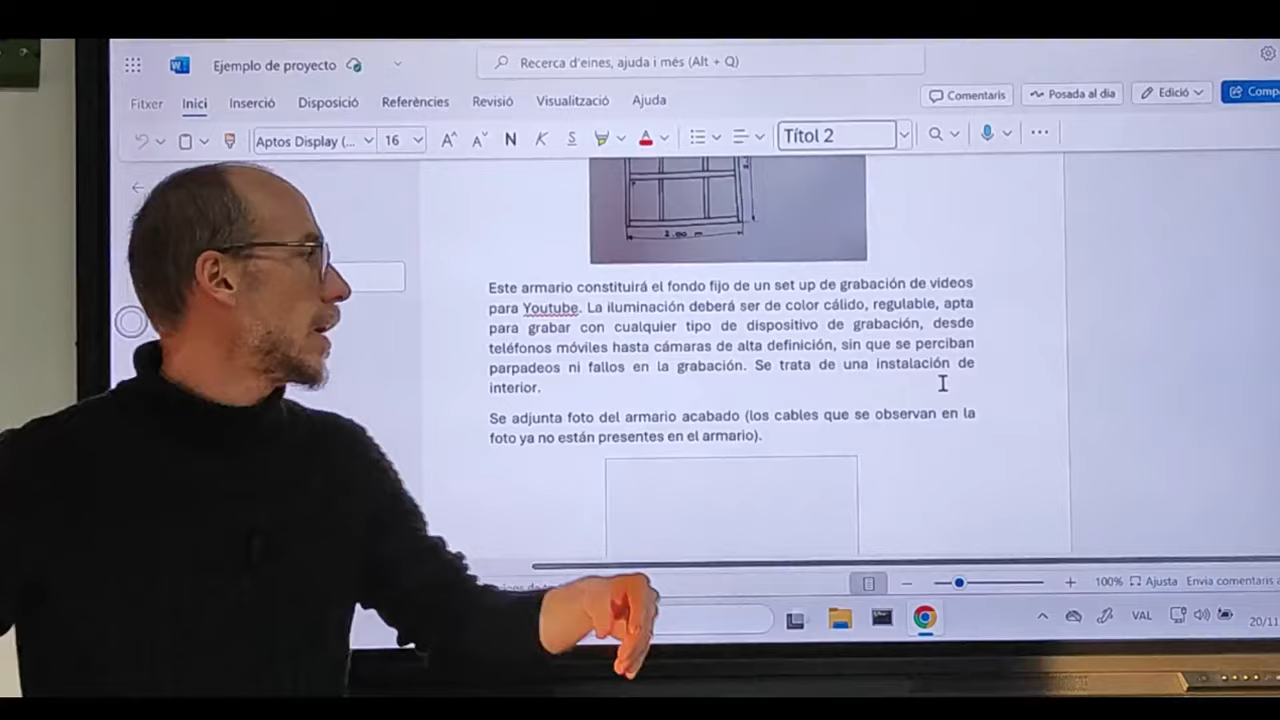 Ejemplo de proyecto
Recerca d'eines, ajuda i més (Alt + Q)
Fitxer Inici Inserció Disposició Referències Revisió Visualització Ajuda
Comentaris Posada al dia Edició Comp
Aptos Display (... 16 N K S A Títol 2
2.00 m
Este armario constituirá el fondo fijo de un set up de grabación de videos
para Youtube. La iluminación deberá ser de color cálido, regulable, apta
para grabar con cualquier tipo de dispositivo de grabación, desde
teléfonos móviles hasta cámaras de alta definición, sin que se perciban
parpadeos ni fallos en la grabación. Se trata de una instalación de
interior.
Se adjunta foto del armario acabado (los cables que se observan en la
foto ya no están presentes en el armario).
100% Ajusta Envia comentaris a
VAL
20/11